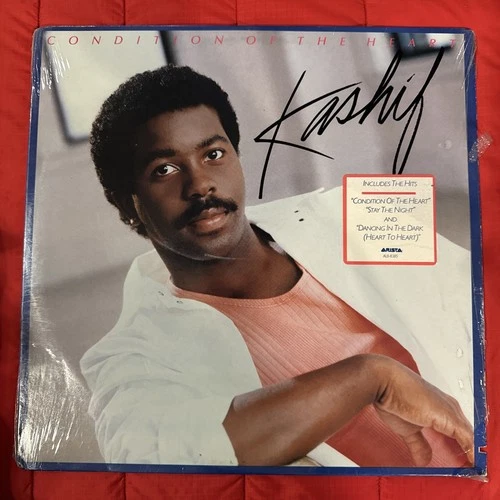 CONDITION OF THE HEART
Kashif
INCLUDES THE HITS
"CONDITION OF THE HEART"
"STAY THE NIGHT"
AND
"DANCING IN THE DARK
(HEART TO HEART)"
ARISTA